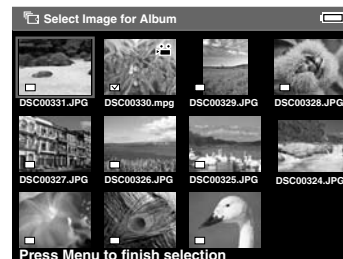 Select Image for Album
DSC00331.JPG DSC00330.mpg DSC00329.JPG DSC00328.JPG
DSC00327.JPG DSC00326.JPG DSC00325.JPG DSC00324.JPG
Press Menu to finish selection